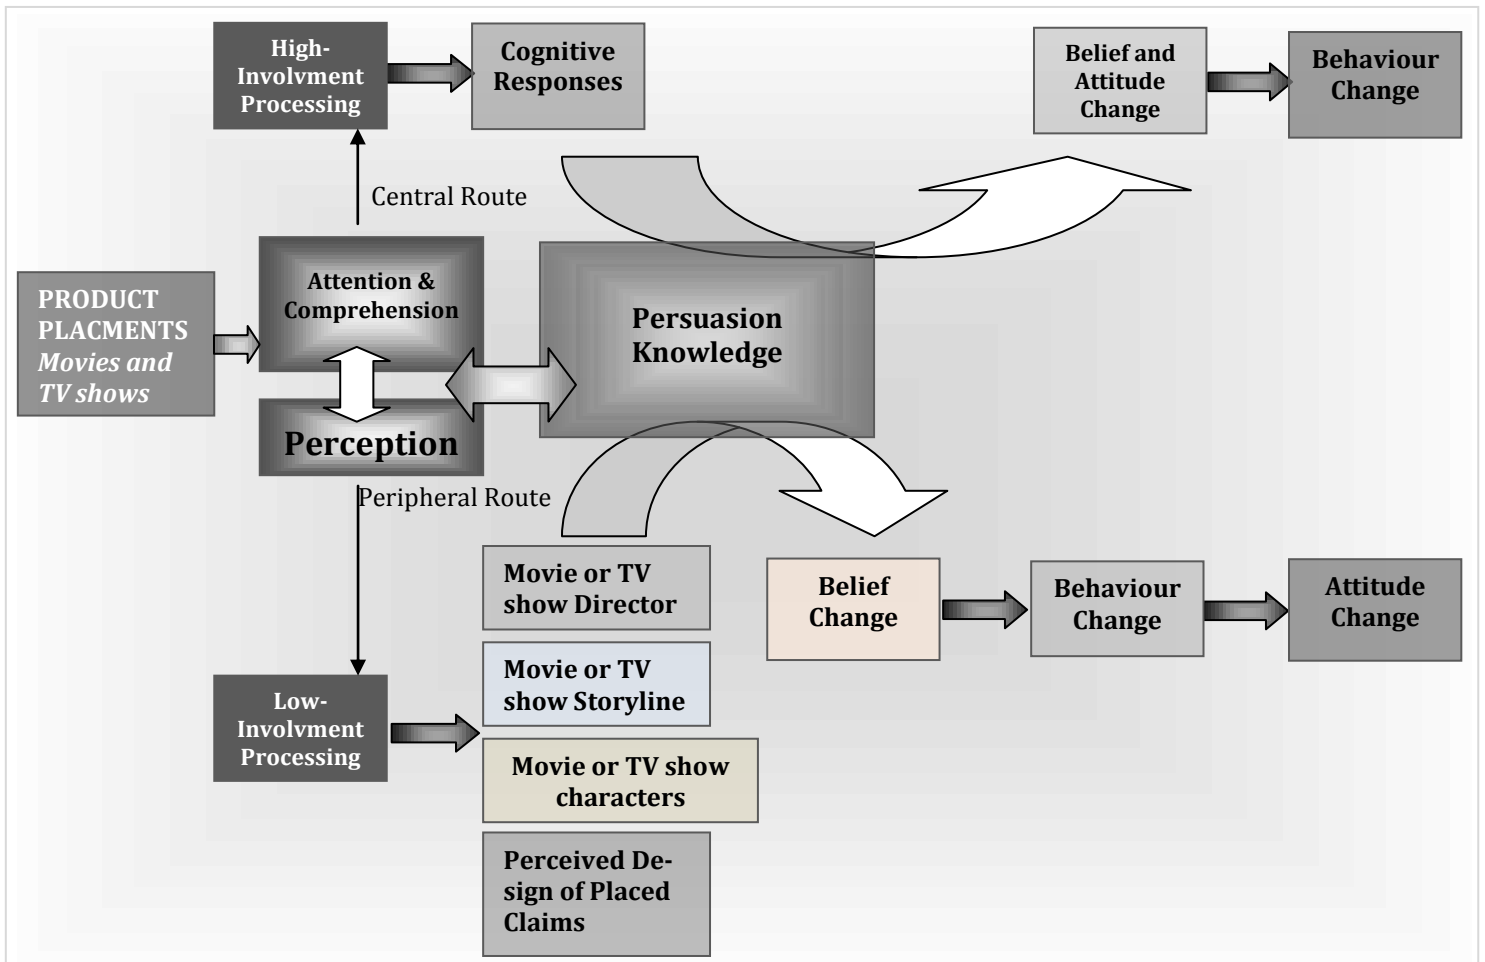 High-
Involvment
Processing
Cognitive
Responses
Belief and
Attitude
Change
Behaviour
Change
Central Route
PRODUCT
PLACMENTS
Movies and
TV shows
Attention &
Comprehension
Perception
Persuasion
Knowledge
Peripheral Route
Low-
Involvment
Processing
Movie or TV
show Director
Movie or TV
show Storyline
Movie or TV show
characters
Perceived De-
sign of Placed
Claims
Belief
Change
Behaviour
Change
Attitude
Change